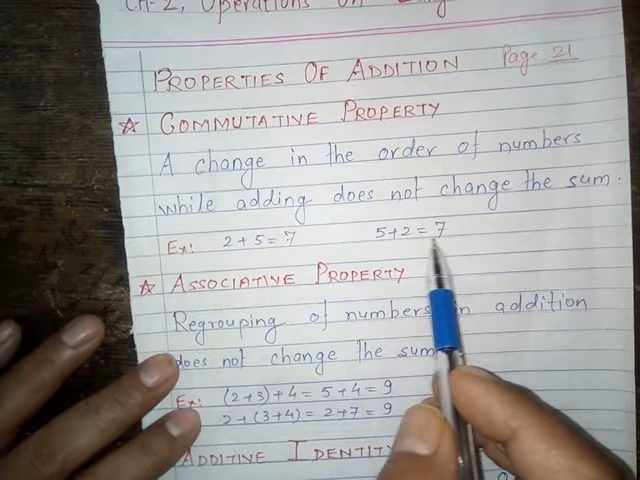 CH-2, Operations on
PROPERTIES OF ADDITION Page 21
☆ COMMUTATIVE PROPERTY
A change in the order of numbers
while adding does not change the sum.
Ex: 2+5=7 5+2=7
☆ ASSOCIATIVE PROPERTY
Regrouping of numbers in addition
does not change the sum
Ex: (2+3)+4=5+4=9
2+(3+4)=2+7=9
ADDITIVE IDENTITY